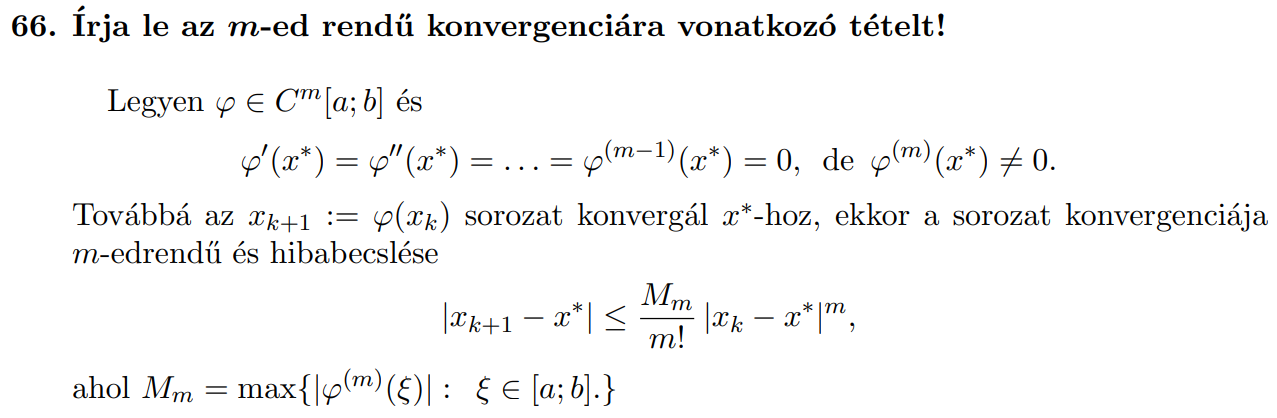 66. Írja le az m-ed rendű konvergenciára vonatkozó tételt!
Legyen φ ∈ C^m[a; b] és
φ′(x*) = φ″(x*) = … = φ^(m−1)(x*) = 0, de φ^(m)(x*) ≠ 0.
Továbbá az x_{k+1} := φ(x_k) sorozat konvergál x*-hoz, ekkor a sorozat konvergenciája
m-edrendű és hibabecslése
|x_{k+1} − x*| ≤ M_m/m! |x_k − x*|^m,
ahol M_m = max{|φ^(m)(ξ)| : ξ ∈ [a; b].}